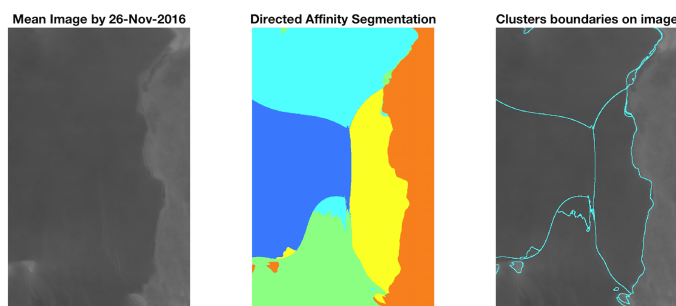 Mean Image by 26-Nov-2016
Directed Affinity Segmentation
Clusters boundaries on image